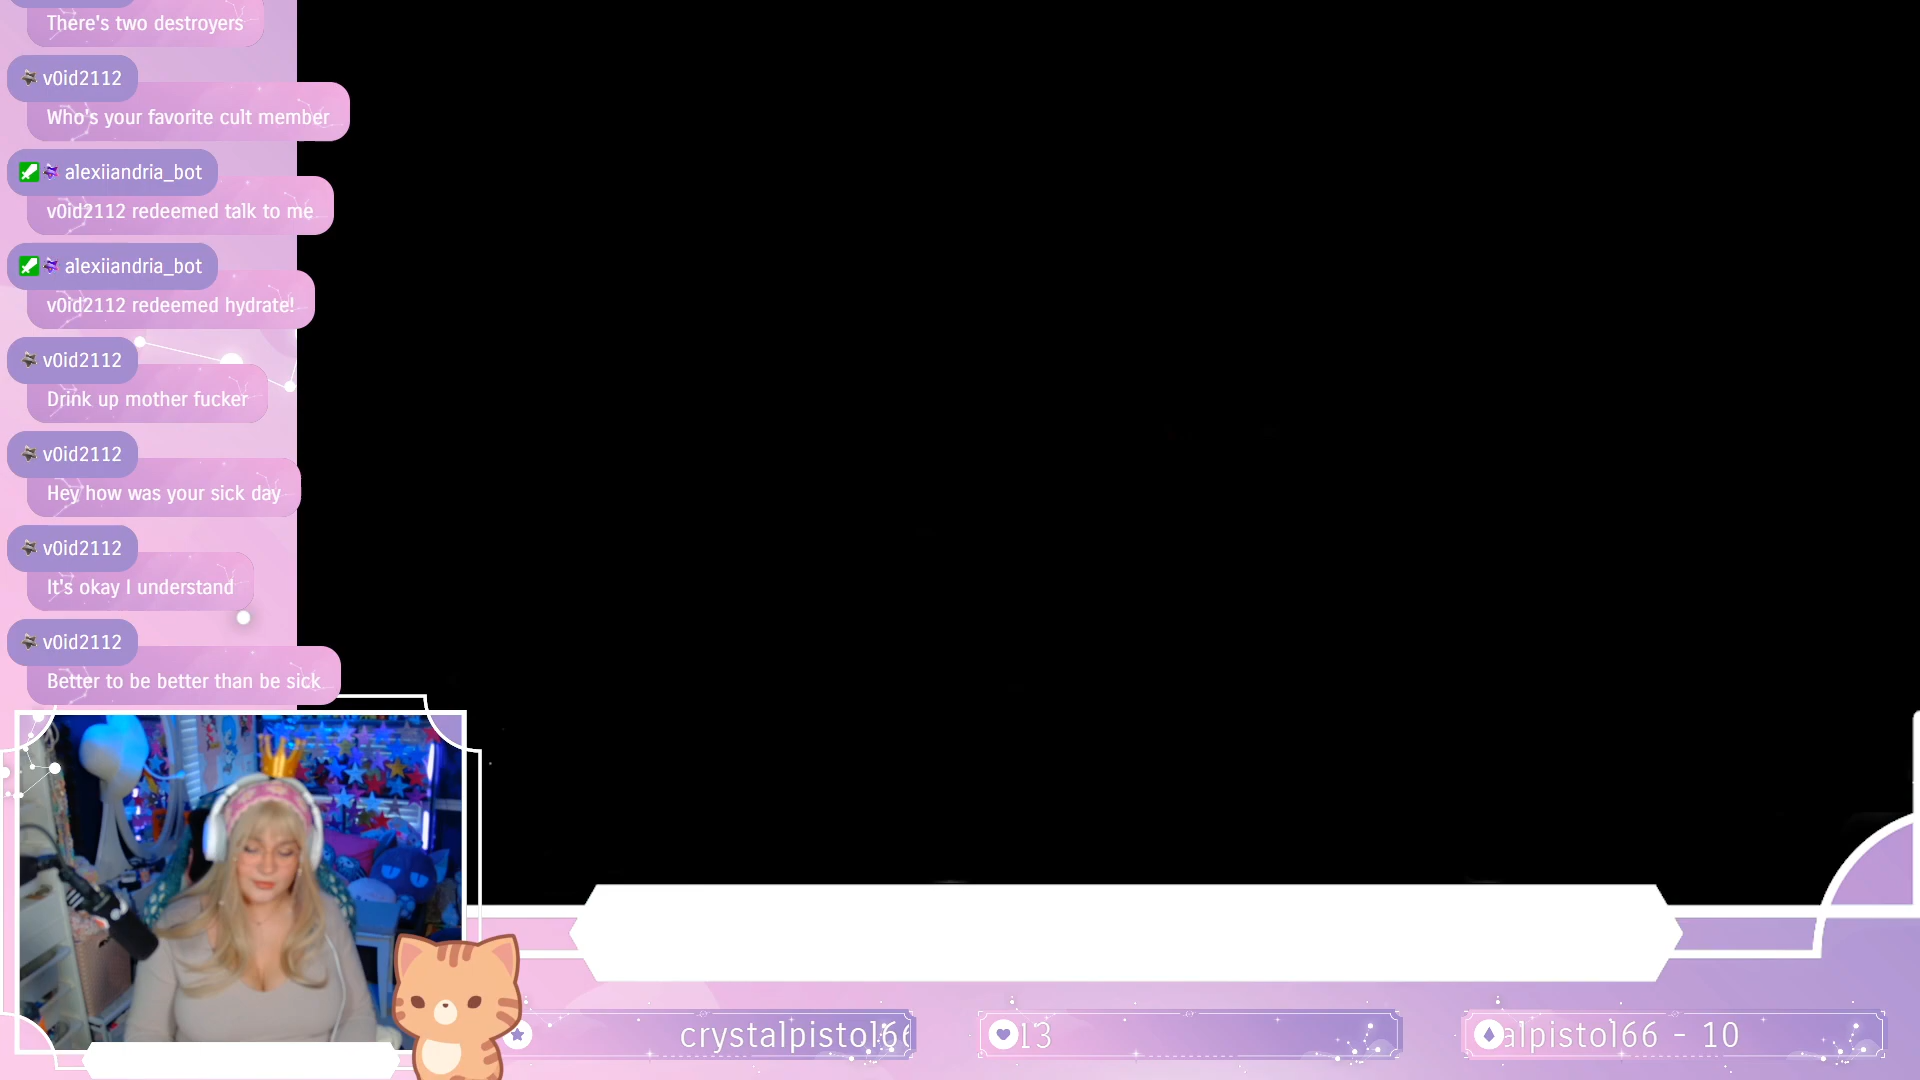 There's two destroyers
v0id2112
Who's your favorite cult member
alexiiandria_bot
v0id2112 redeemed talk to me
alexiiandria_bot
v0id2112 redeemed hydrate!
v0id2112
Drink up mother fucker
v0id2112
Hey how was your sick day
v0id2112
It's okay I understand
v0id2112
Better to be better than be sick
crystalpistol66
13
alpistol66 - 10